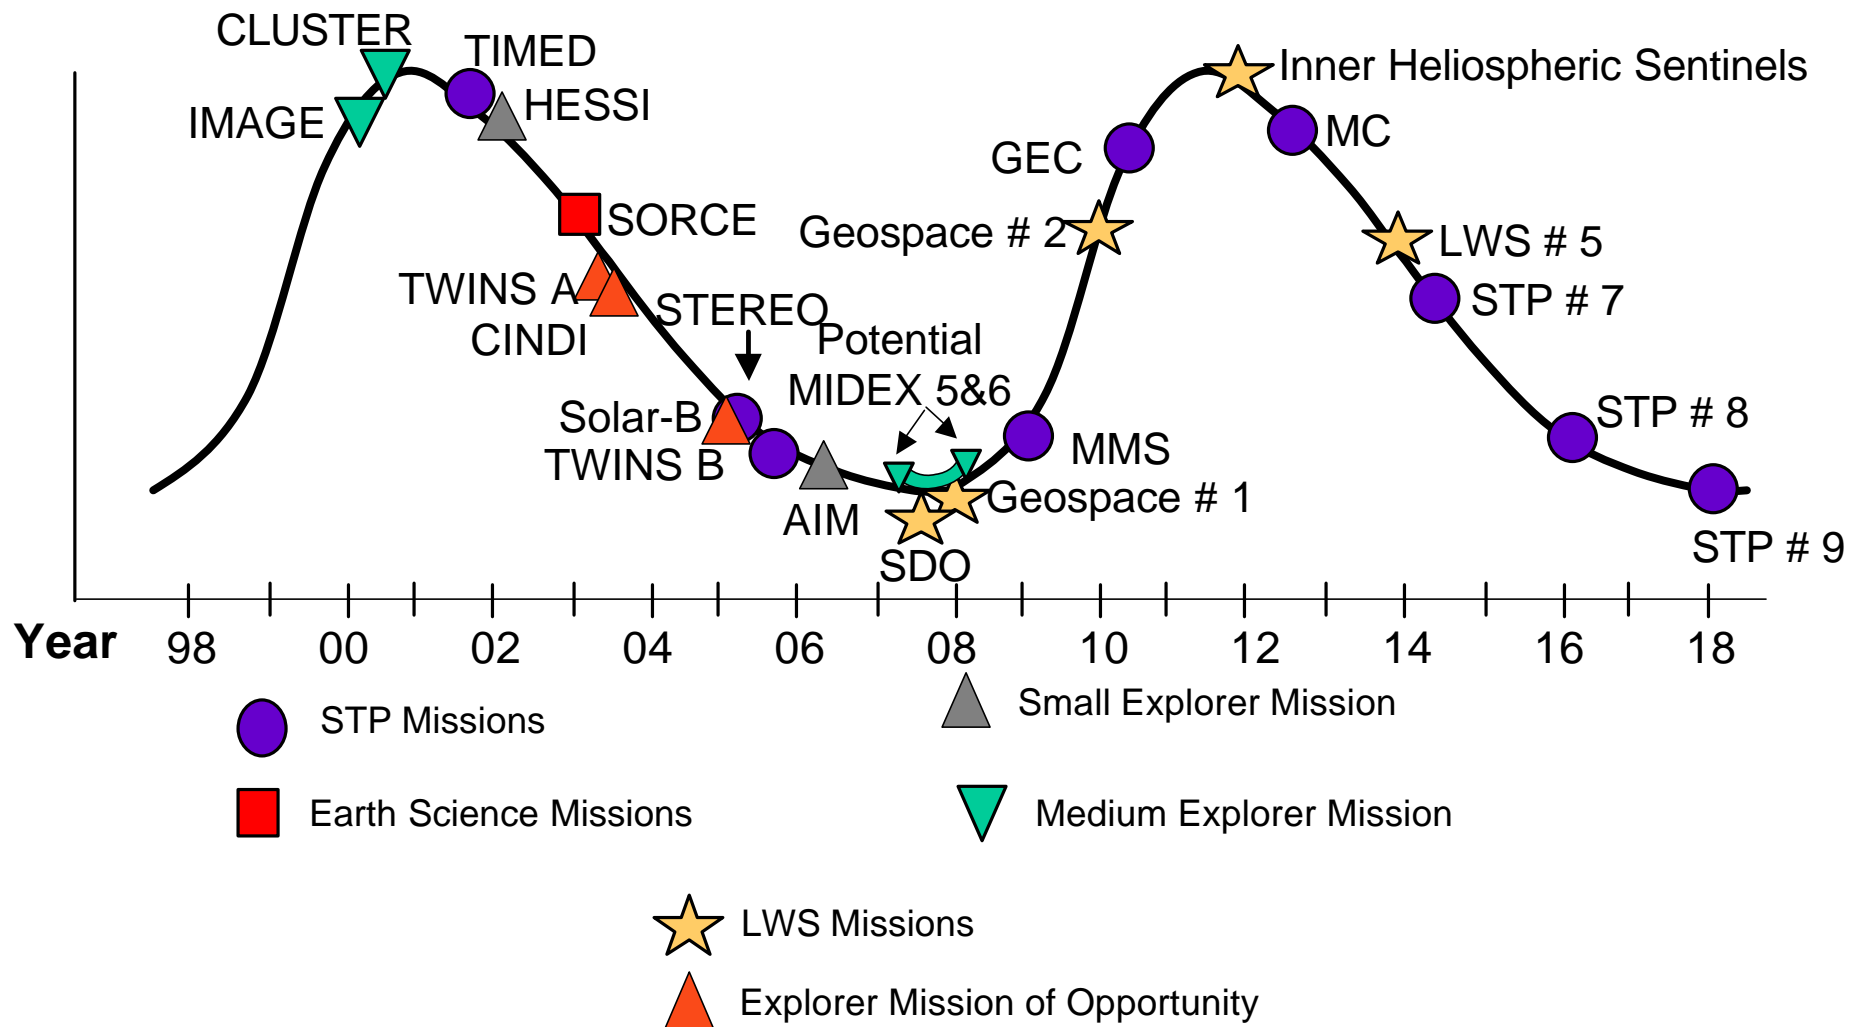 CLUSTER
TIMED
IMAGE
HESSI
SORCE
TWINS A
CINDI
STEREO
Potential
MIDEX 5&6
Solar-B
TWINS B
AIM
SDO
Geospace # 1
MMS
Geospace # 2
GEC
Inner Heliospheric Sentinels
MC
LWS # 5
STP # 7
STP # 8
STP # 9
Year 98 00 02 04 06 08 10 12 14 16 18
STP Missions
Small Explorer Mission
Earth Science Missions
Medium Explorer Mission
LWS Missions
Explorer Mission of Opportunity